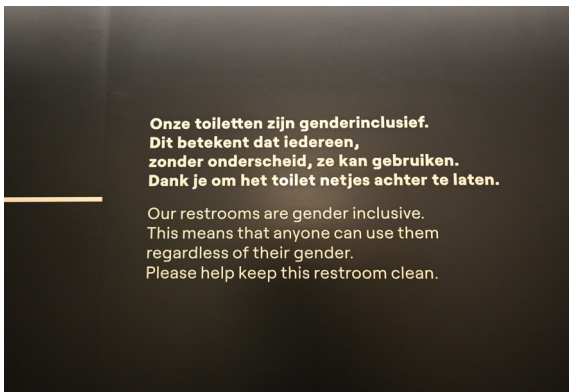 Onze toiletten zijn genderinclusief.
Dit betekent dat iedereen,
zonder onderscheid, ze kan gebruiken.
Dank je om het toilet netjes achter te laten.
Our restrooms are gender inclusive.
This means that anyone can use them
regardless of their gender.
Please help keep this restroom clean.